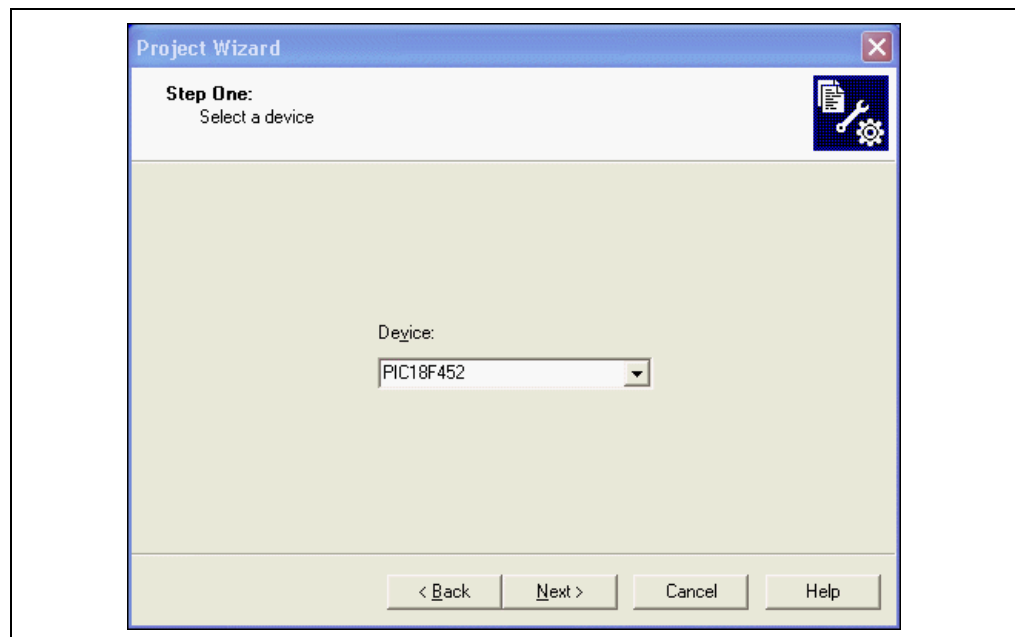 Project Wizard
Step One:
Select a device
Device:
PIC18F452
< Back Next > Cancel Help